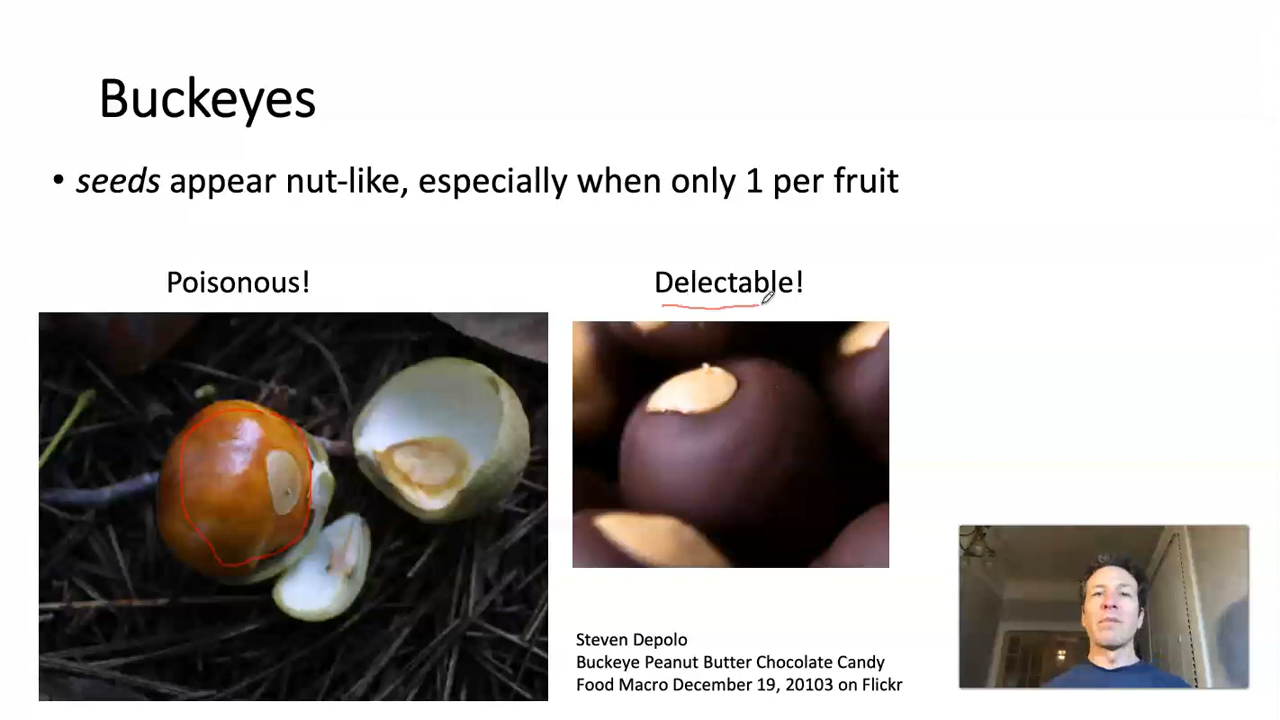 Buckeyes
• seeds appear nut-like, especially when only 1 per fruit
Poisonous!
Delectable!
Steven Depolo
Buckeye Peanut Butter Chocolate Candy
Food Macro December 19, 20103 on Flickr